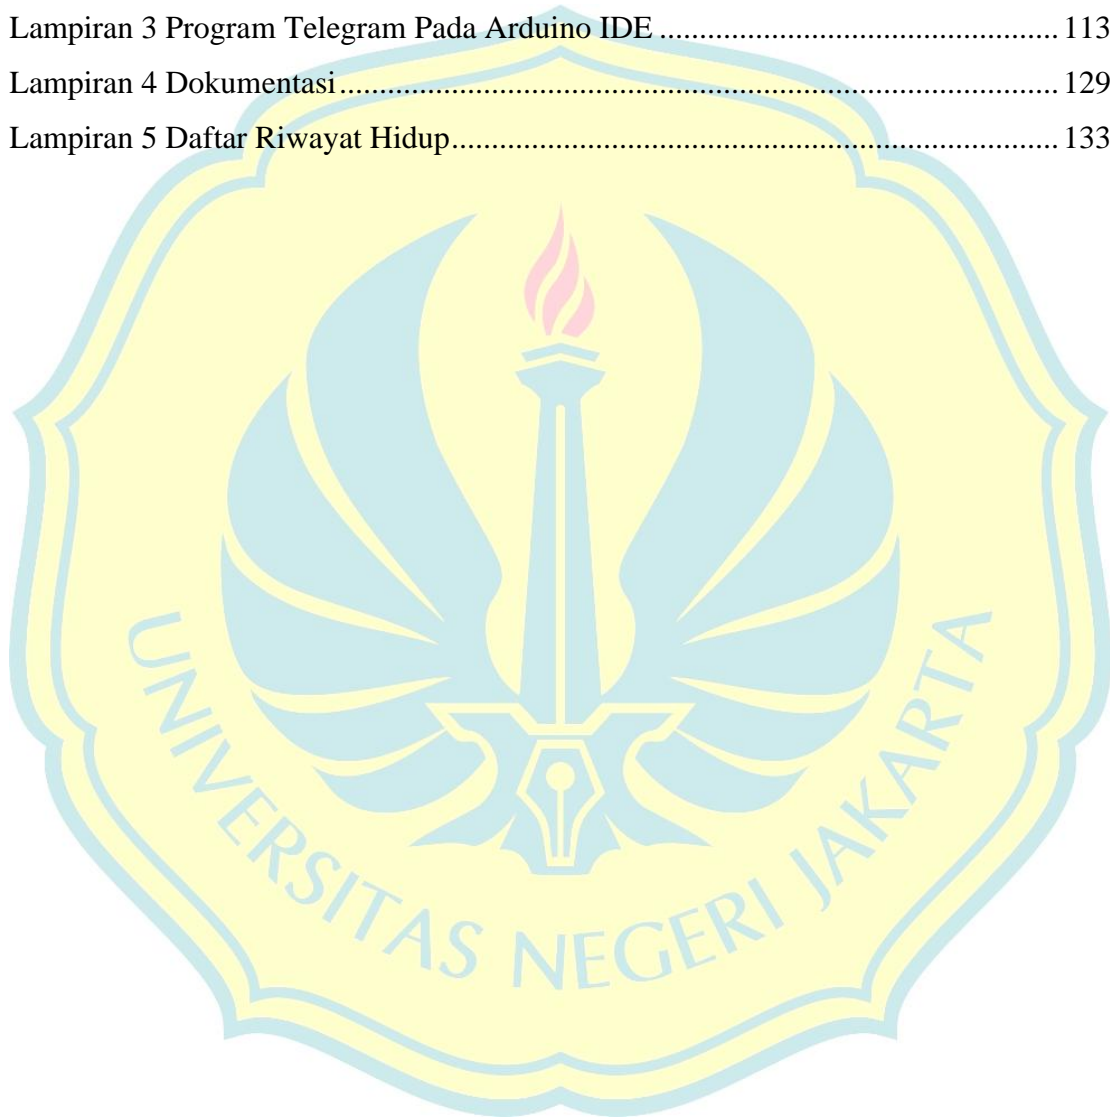 Lampiran 3 Program Telegram Pada Arduino IDE ................................................. 113
Lampiran 4 Dokumentasi ......................................................................................... 129
Lampiran 5 Daftar Riwayat Hidup ........................................................................... 133
UNIVERSITAS NEGERI JAKARTA